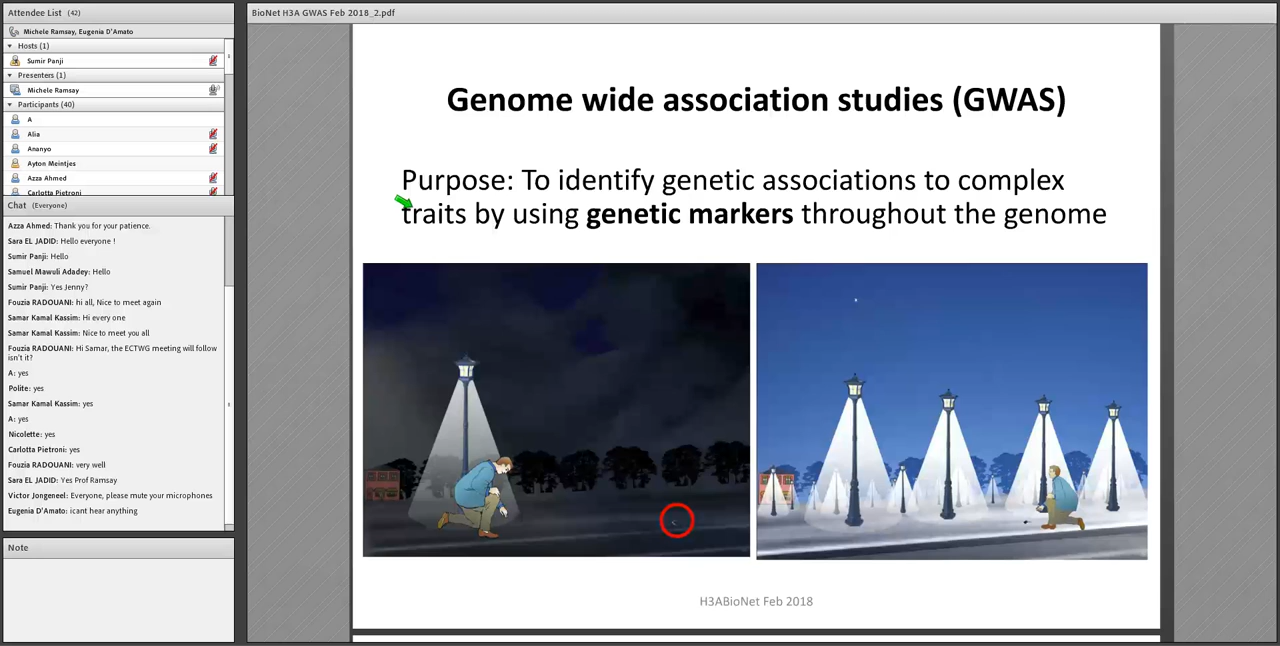 Attendee List (42)
Michele Ramsay, Eugenia D'Amato
Hosts (1)
Sumir Panji
Presenters (1)
Michele Ramsay
Participants (40)
A
Alia
Ananyo
Ayton Meintjes
Azza Ahmed
Carlotta Pietroni
Chat (Everyone)
Azza Ahmed: Thank you for your patience.
Sara EL JADID: Hello everyone !
Sumir Panji: Hello
Samuel Mawuli Adadey: Hello
Sumir Panji: Yes Jenny?
Fouzia RADOUANI: hi all, Nice to meet again
Samar Kamal Kassim: Hi every one
Samar Kamal Kassim: Nice to meet you all
Fouzia RADOUANI: Hi Samar, the ECTWG meeting will follow
isn't it?
A: yes
Polite: yes
Samar Kamal Kassim: yes
A: yes
Nicolette: yes
Carlotta Pietroni: yes
Fouzia RADOUANI: very well
Sara EL JADID: Yes Prof Ramsay
Victor Jongeneel: Everyone, please mute your microphones
Eugenia D'Amato: icant hear anything
Note
BioNet H3A GWAS Feb 2018_2.pdf
Genome wide association studies (GWAS)
Purpose: To identify genetic associations to complex
traits by using genetic markers throughout the genome
H3ABioNet Feb 2018